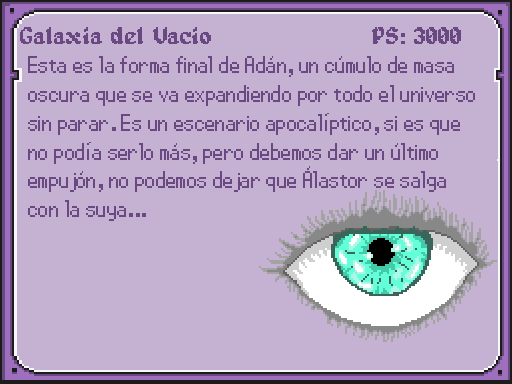 Galaxia del Vacío PS: 3000
Esta es la forma final de Adán, un cúmulo de masa
oscura que se va expandiendo por todo el universo
sin parar. Es un escenario apocalíptico, si es que
no podía serlo más, pero debemos dar un último
empujón, no podemos dejar que Álastor se salga
con la suya...